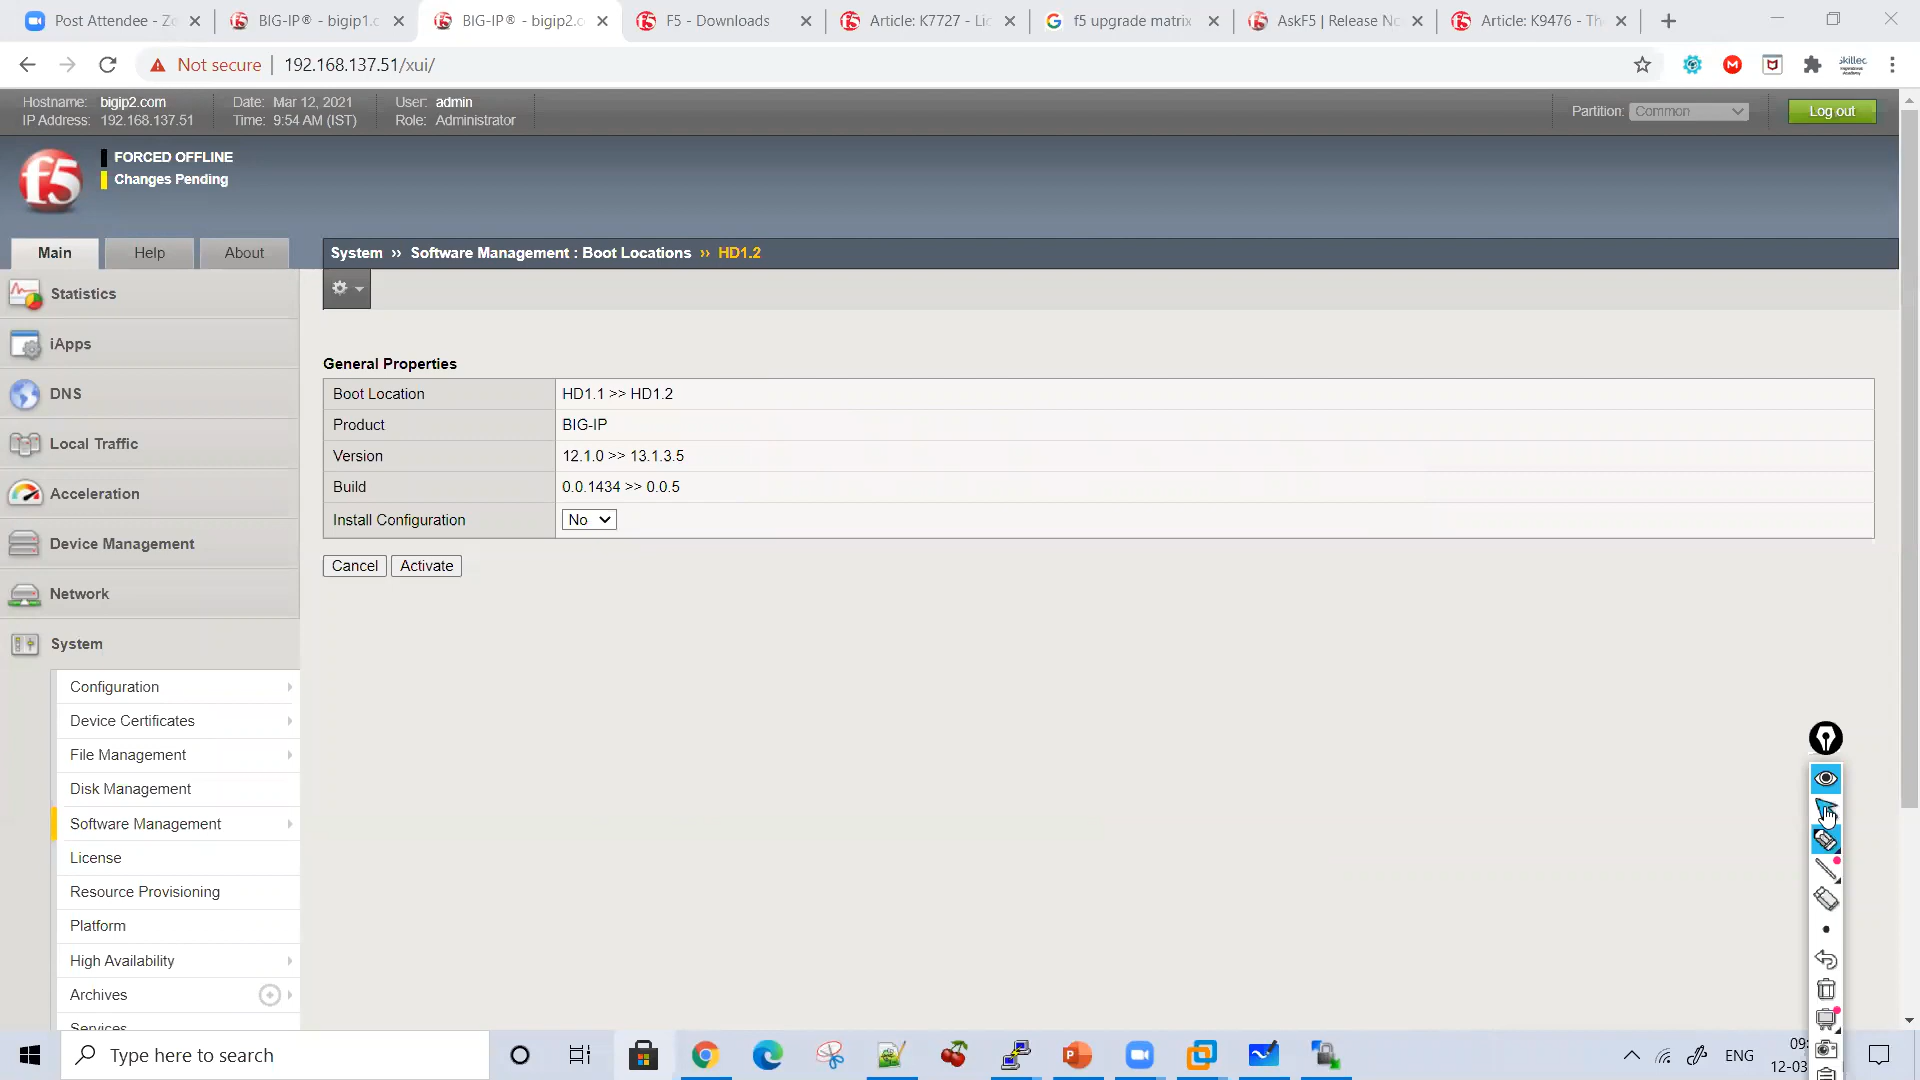 Post Attendee - Zo
BIG-IP® - bigip1.c
BIG-IP® - bigip2.c
F5 - Downloads
Article: K7727 - Lic
f5 upgrade matrix
AskF5 | Release No
Article: K9476 - Th
Not secure
192.168.137.51/xui/
skillec
Hostname: bigip2.com
IP Address: 192.168.137.51
Date: Mar 12, 2021
Time: 9:54 AM (IST)
User: admin
Role: Administrator
Partition: Common
Log out
f5
FORCED OFFLINE
Changes Pending
Main
Help
About
System ›› Software Management : Boot Locations ›› HD1.2
Statistics
iApps
DNS
Local Traffic
Acceleration
Device Management
Network
System
Configuration
Device Certificates
File Management
Disk Management
Software Management
License
Resource Provisioning
Platform
High Availability
Archives
Services
General Properties
Boot Location HD1.1 >> HD1.2
Product BIG-IP
Version 12.1.0 >> 13.1.3.5
Build 0.0.1434 >> 0.0.5
Install Configuration No
Cancel Activate
Type here to search
ENG
09:
12-03